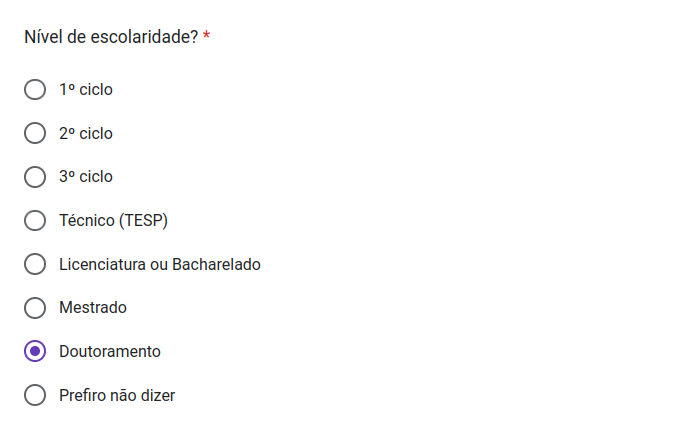 Nível de escolaridade? *
1º ciclo
2º ciclo
3º ciclo
Técnico (TESP)
Licenciatura ou Bacharelado
Mestrado
Doutoramento
Prefiro não dizer